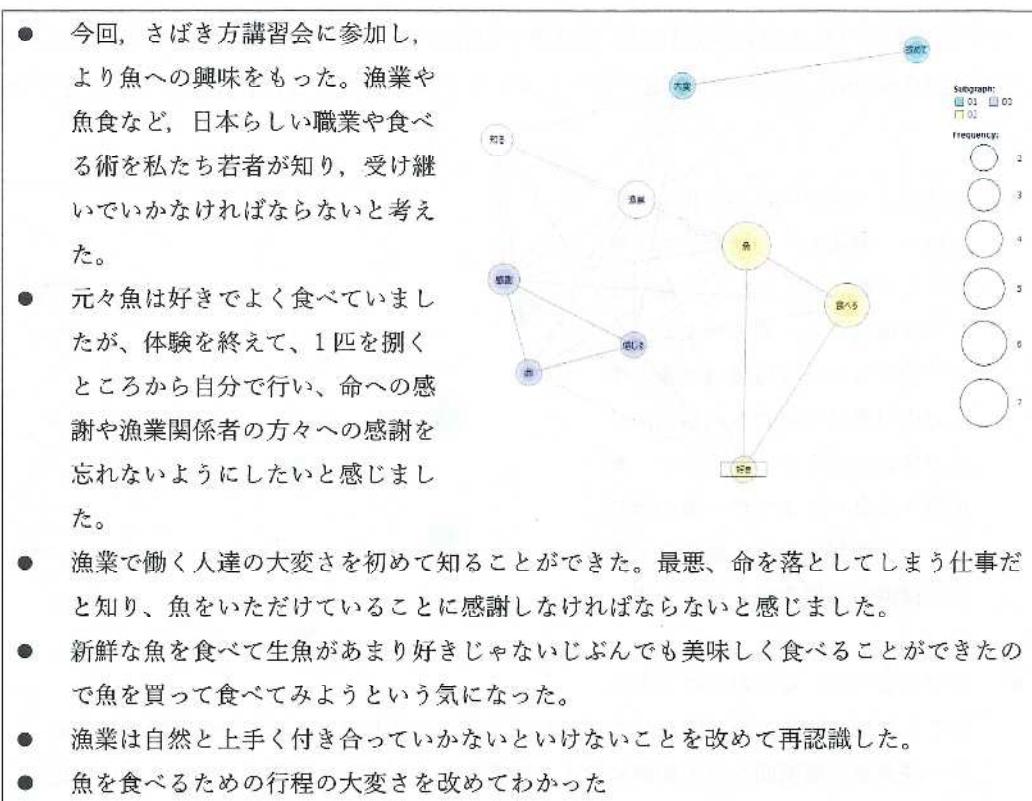 ● 今回，さばき方講習会に参加し，
より魚への興味をもった。漁業や
魚食など，日本らしい職業や食べ
る術を私たち若者が知り，受け継
いでいかなければならないと考え
た。
● 元々魚は好きでよく食べていまし
たが、体験を終えて、1 匹を捌く
ところから自分で行い、命への感
謝や漁業関係者の方々への感謝を
忘れないようにしたいと感じまし
た。
● 漁業で働く人達の大変さを初めて知ることができた。最悪、命を落としてしまう仕事だ
と知り、魚をいただけていることに感謝しなければならないと感じました。
● 新鮮な魚を食べて生魚があまり好きじゃないじぶんでも美味しく食べることができたの
で魚を買って食べてみようという気になった。
● 漁業は自然と上手く付き合っていかないといけないことを改めて再認識した。
● 魚を食べるための行程の大変さを改めてわかった
改めて
大変
知る
漁業
魚
感謝
食べる
感じる
命
好き
Subgraph:
01 03
02
Frequency:
2
3
4
5
6
7